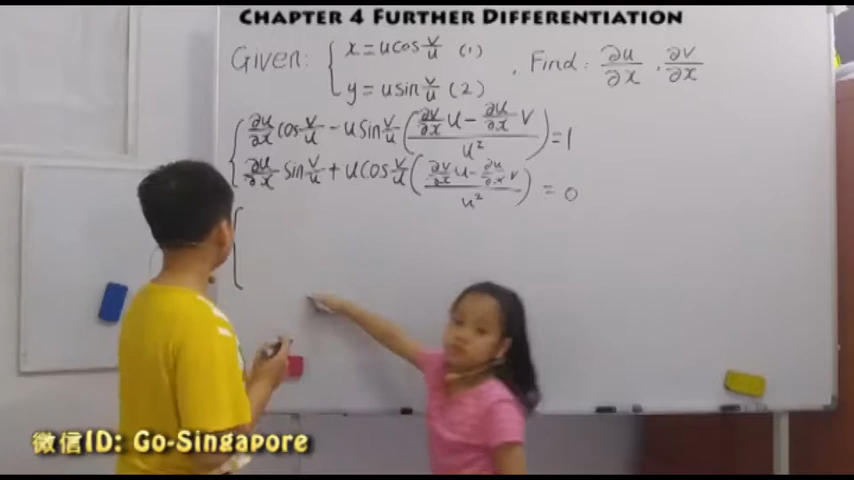 CHAPTER 4 FURTHER DIFFERENTIATION
Given: { x = u cos v/u (1)
y = u sin v/u (2) , Find: ∂u/∂x , ∂v/∂x
{ ∂u/∂x cos v/u - u sin v/u ( (∂v/∂x u - ∂u/∂x v) / u² ) = 1
∂u/∂x sin v/u + u cos v/u ( (∂v/∂x u - ∂u/∂x v) / u² ) = 0
{
微信ID: Go-Singapore